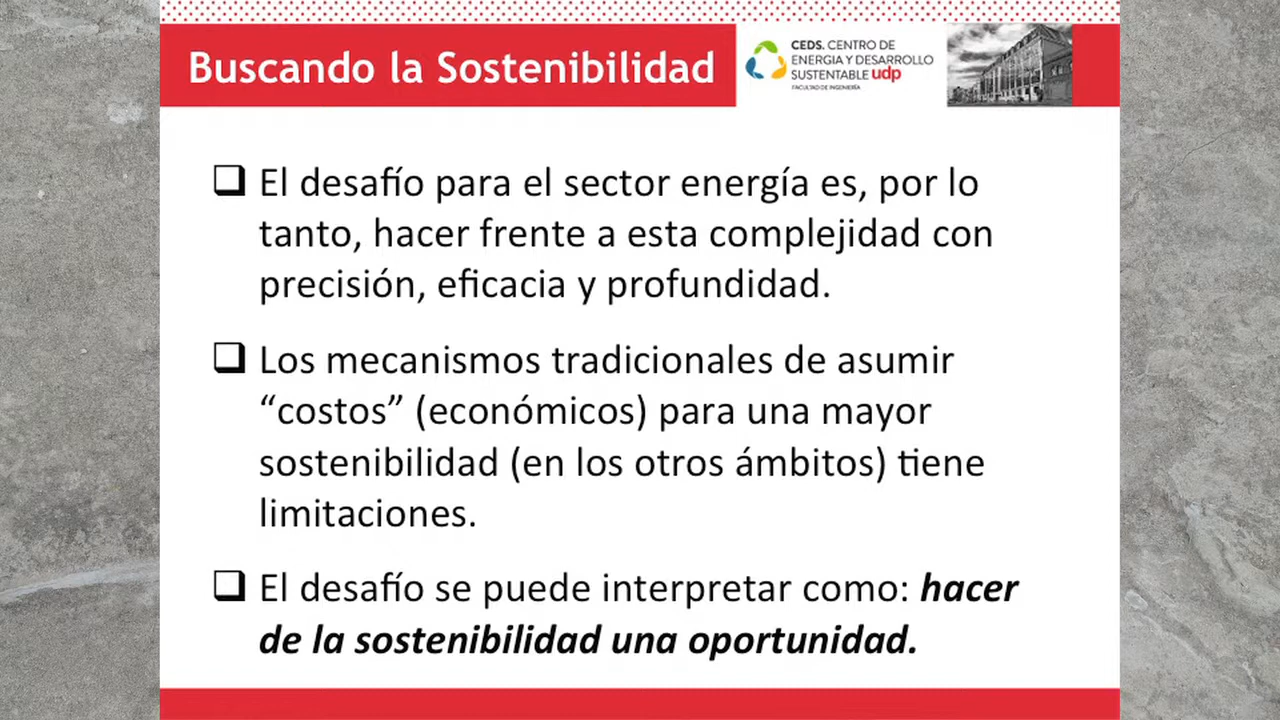 Buscando la Sostenibilidad
CEDS. CENTRO DE
ENERGIA Y DESARROLLO
SUSTENTABLE udp
FACULTAD DE INGENIERÍA
El desafío para el sector energía es, por lo
tanto, hacer frente a esta complejidad con
precisión, eficacia y profundidad.
Los mecanismos tradicionales de asumir
“costos” (económicos) para una mayor
sostenibilidad (en los otros ámbitos) tiene
limitaciones.
El desafío se puede interpretar como: hacer
de la sostenibilidad una oportunidad.